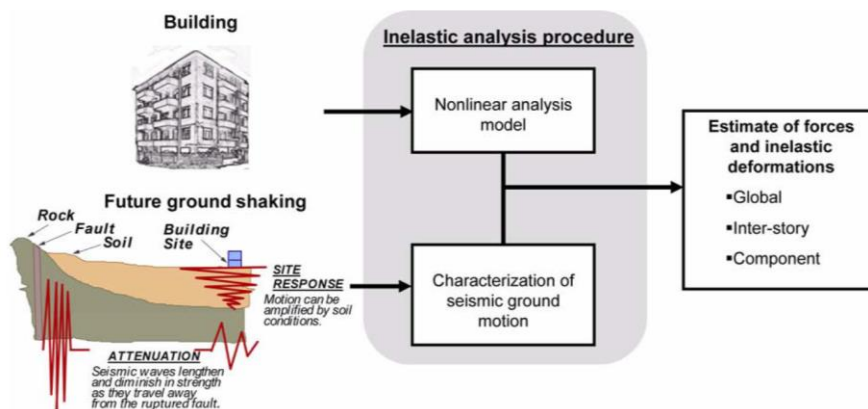 Building
Inelastic analysis procedure
Nonlinear analysis
model
Estimate of forces
and inelastic
deformations
▪Global
▪Inter-story
▪Component
Future ground shaking
Rock
Fault
Soil
Building
Site
SITE
RESPONSE
Motion can be
amplified by soil
conditions.
Characterization of
seismic ground
motion
ATTENUATION
Seismic waves lengthen
and diminish in strength
as they travel away
from the ruptured fault.